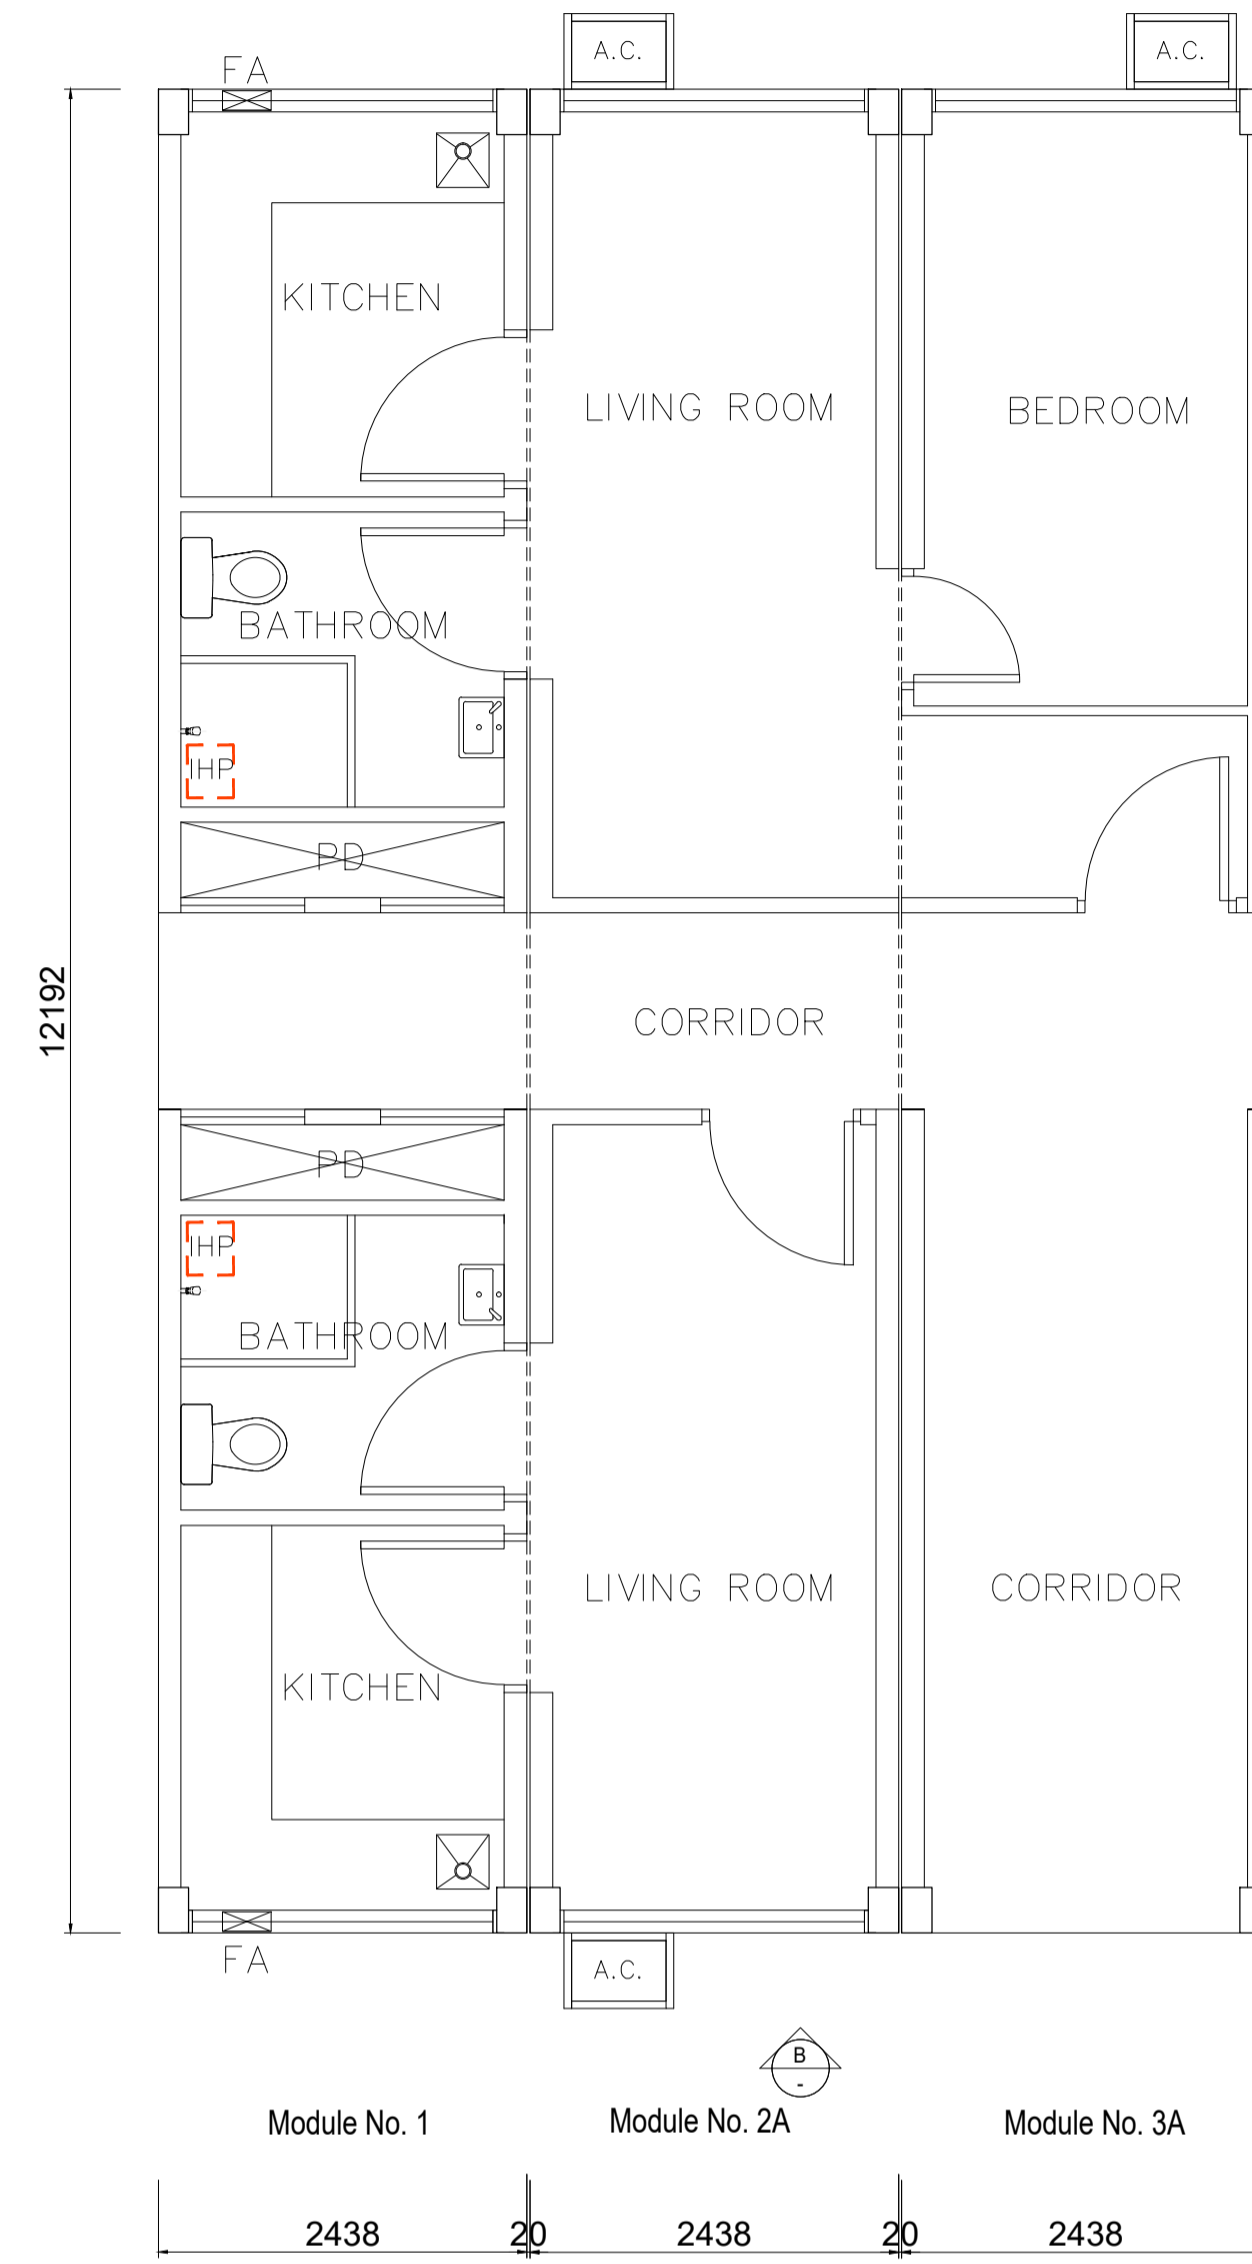 A.C.
A.C.
FA
KITCHEN
LIVING ROOM
BEDROOM
BATHROOM
IHP
PD
12192
CORRIDOR
PD
IHP
BATHROOM
LIVING ROOM
CORRIDOR
KITCHEN
FA
A.C.
B
-
Module No. 1
Module No. 2A
Module No. 3A
2438
20
2438
20
2438